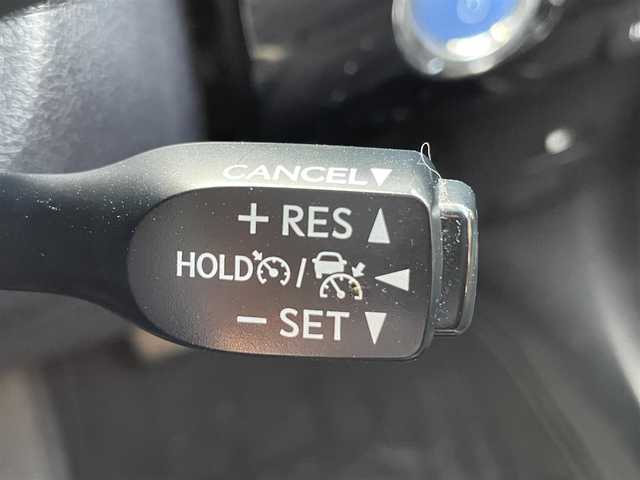 CANCEL▼
+ RES ▲
HOLD / ◀
− SET ▼